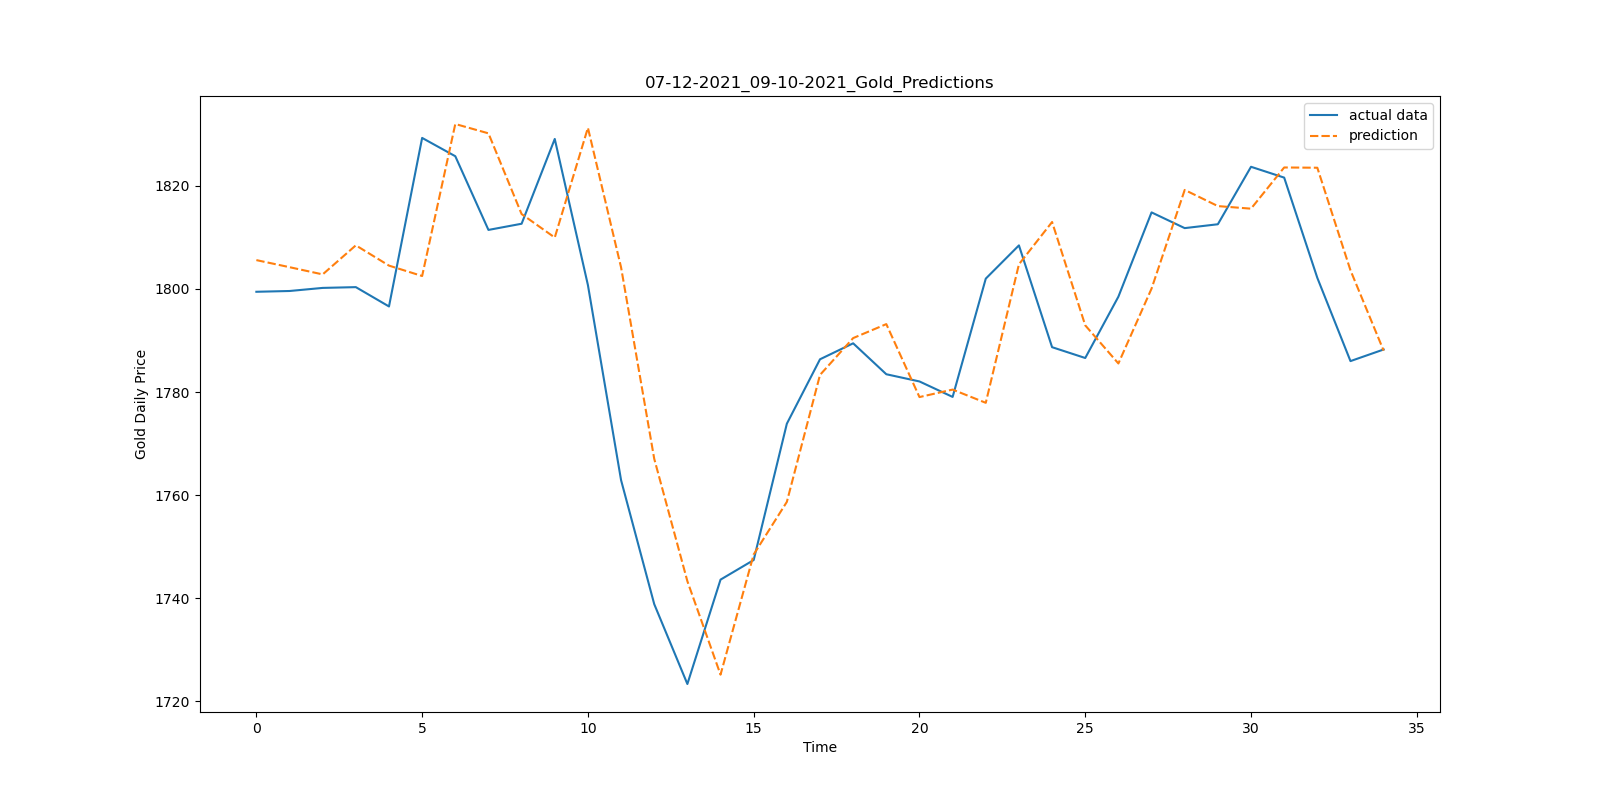 07-12-2021_09-10-2021_Gold_Predictions
actual data
prediction
Gold Daily Price
1820
1800
1780
1760
1740
1720
0 5 10 15 20 25 30 35
Time